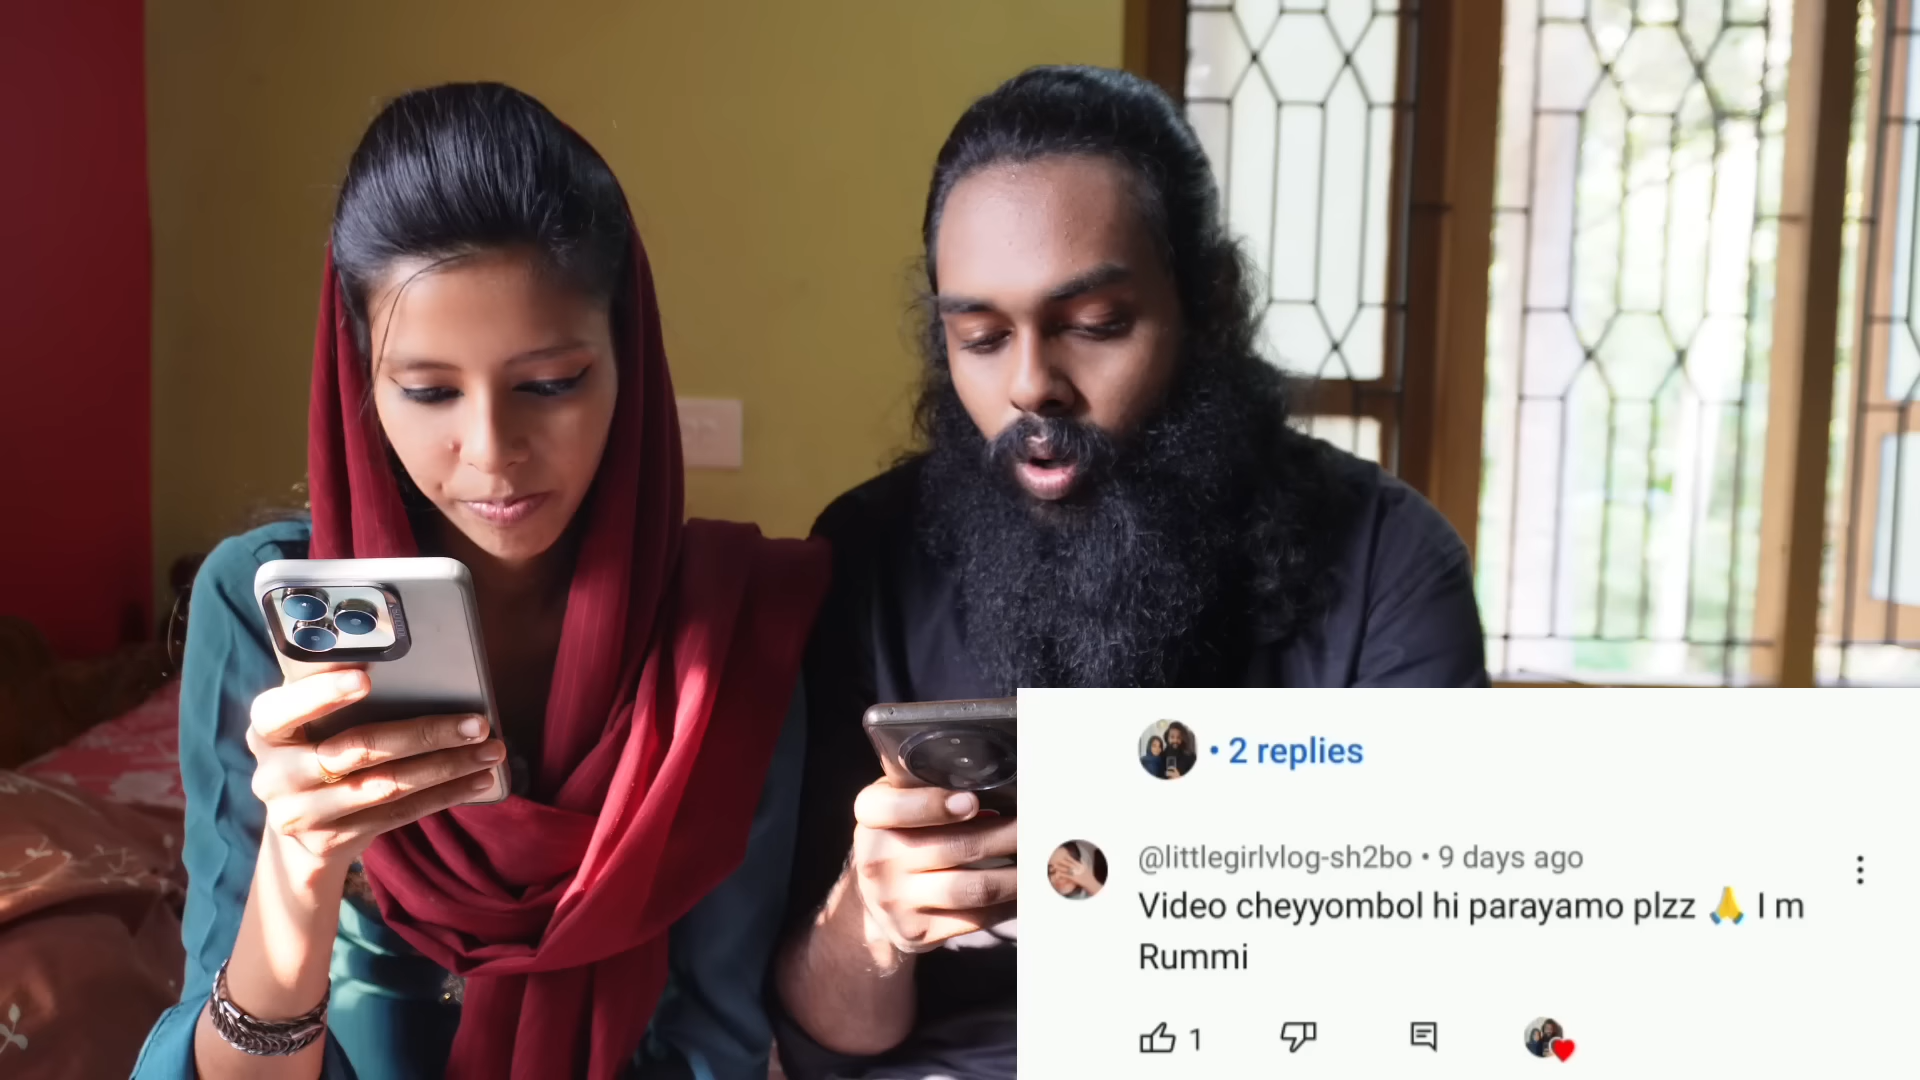 • 2 replies
@littlegirlvlog-sh2bo • 9 days ago
Video cheyyombol hi parayamo plzz 🙏 I m
Rummi
1